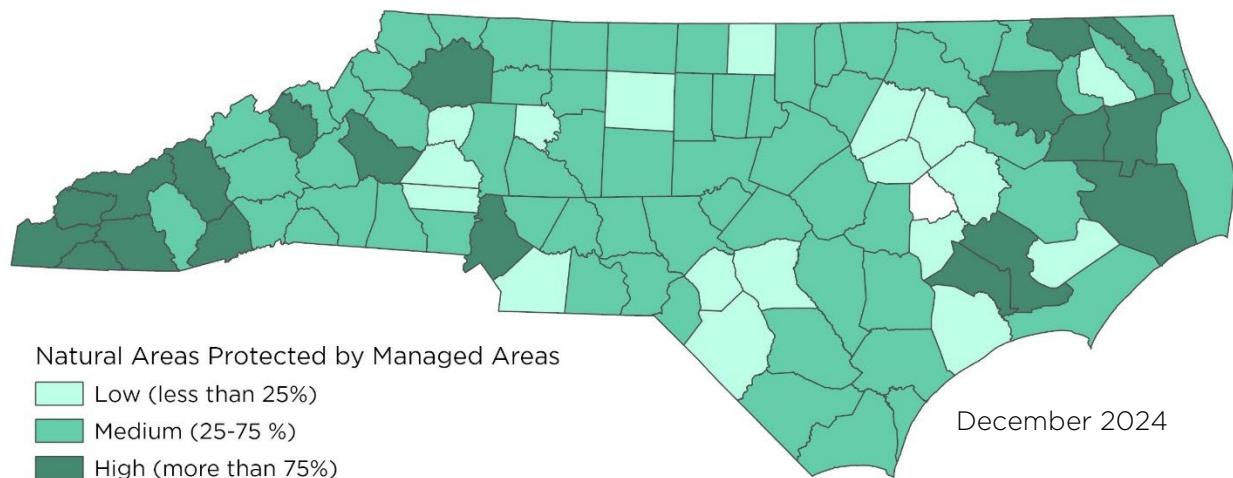 Natural Areas Protected by Managed Areas
Low (less than 25%)
Medium (25-75 %)
High (more than 75%)
December 2024